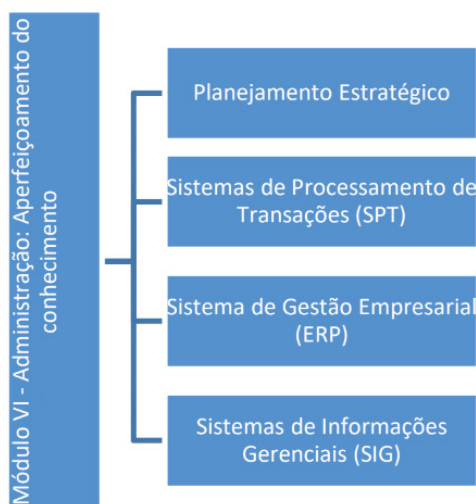 Módulo VI - Administração: Aperfeiçoamento do
conhecimento
Planejamento Estratégico
Sistemas de Processamento de
Transações (SPT)
Sistema de Gestão Empresarial
(ERP)
Sistemas de Informações
Gerenciais (SIG)